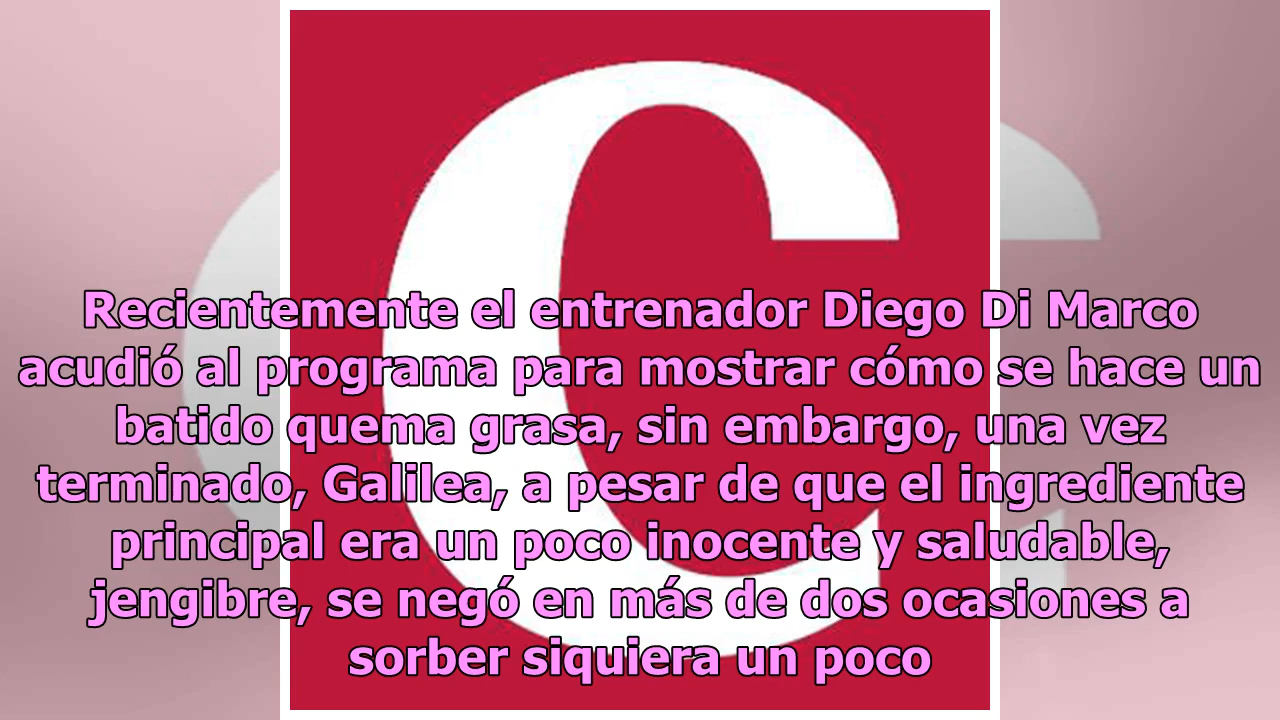 Recientemente el entrenador Diego Di Marco
acudió al programa para mostrar cómo se hace un
batido quema grasa, sin embargo, una vez
terminado, Galilea, a pesar de que el ingrediente
principal era un poco inocente y saludable,
jengibre, se negó en más de dos ocasiones a
sorber siquiera un poco